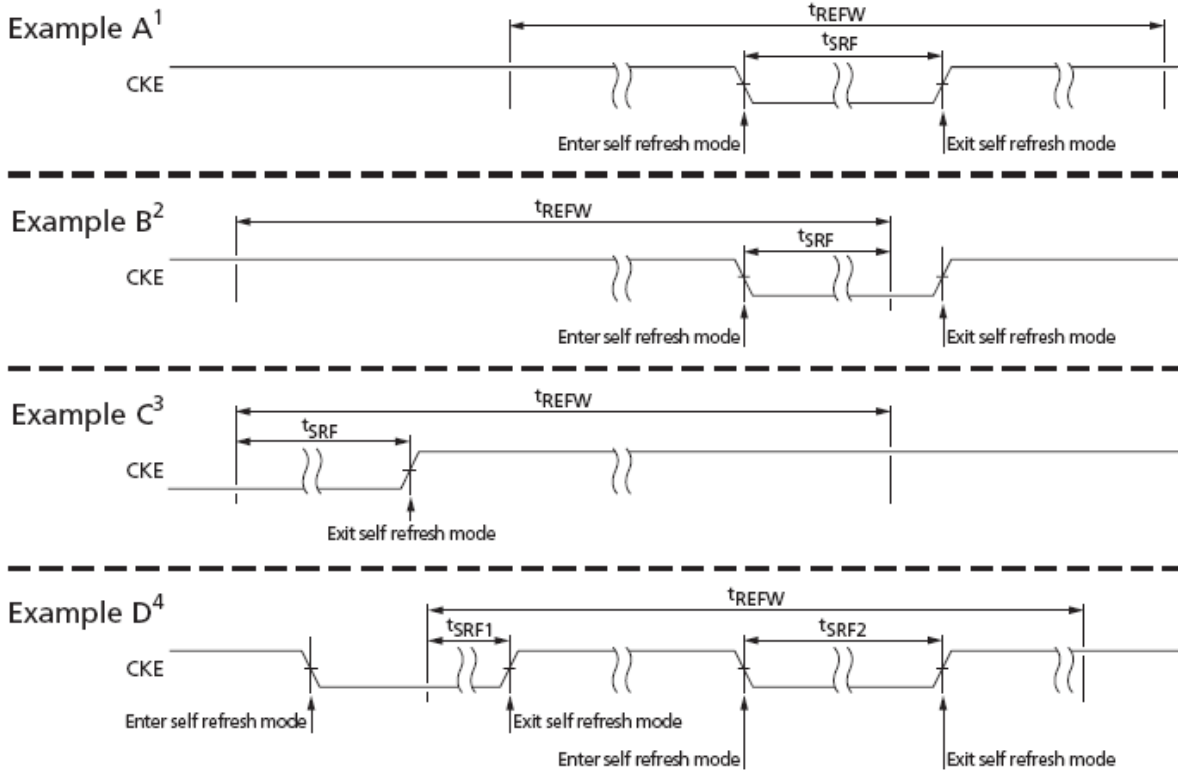 Example A¹
tREFW
tSRF
CKE
Enter self refresh mode
Exit self refresh mode
Example B²
tREFW
tSRF
CKE
Enter self refresh mode
Exit self refresh mode
Example C³
tREFW
tSRF
CKE
Exit self refresh mode
Example D⁴
tREFW
tSRF1
tSRF2
CKE
Enter self refresh mode
Exit self refresh mode
Enter self refresh mode
Exit self refresh mode